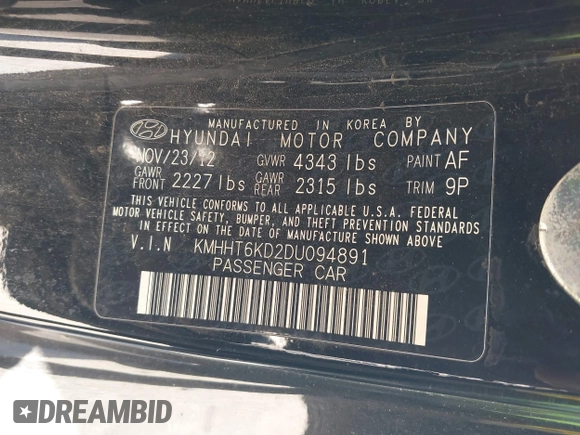 MANUFACTURED IN KOREA BY
HYUNDAI MOTOR COMPANY
NOV/23/12 GVWR 4343 lbs PAINT AF
GAWR FRONT 2227 lbs GAWR REAR 2315 lbs TRIM 9P
THIS VEHICLE CONFORMS TO ALL APPLICABLE U.S.A. FEDERAL
MOTOR VEHICLE SAFETY, BUMPER, AND THEFT PREVENTION STANDARDS
IN EFFECT ON THE DATE OF MANUFACTURE SHOWN ABOVE
V.I.N KMHHT6KD2DU094891
PASSENGER CAR
DREAMBID